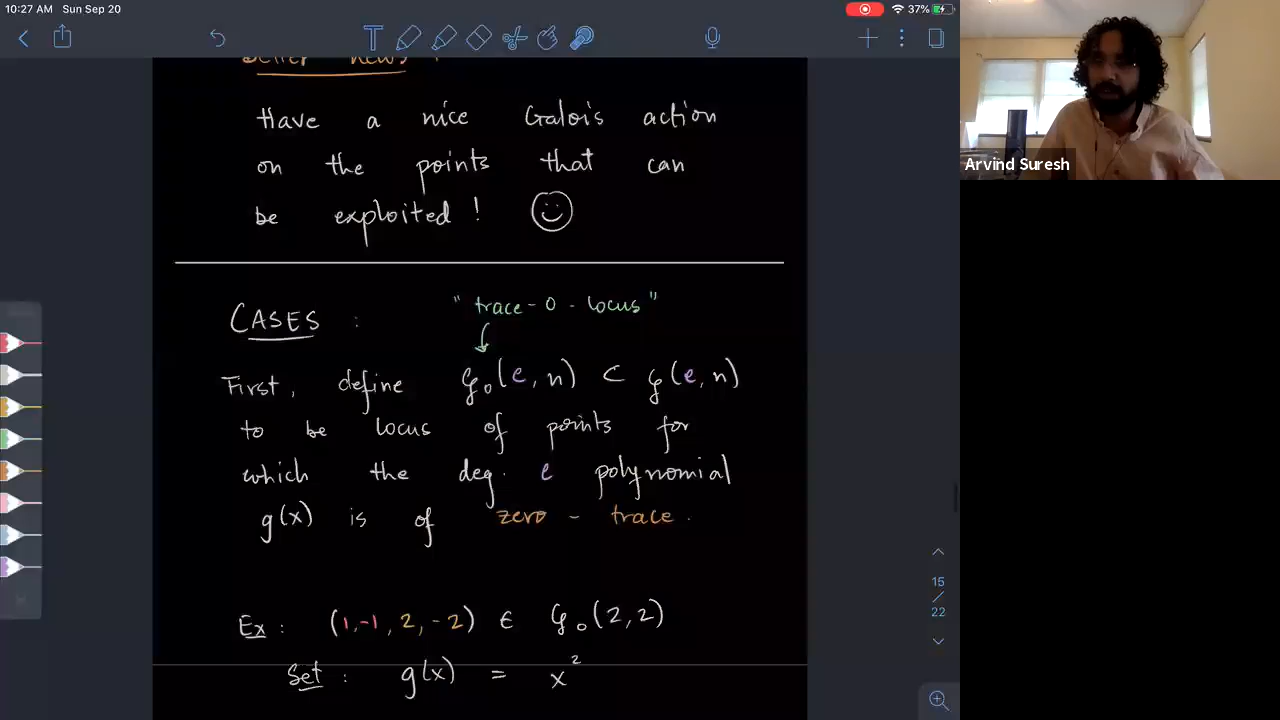 10:27 AM Sun Sep 20
37%
Better news :
Have a nice Galois action
on the points that can
be exploited !
CASES :
" trace - 0 - locus "
First, define 𝒢₀(e, n) ⊂ 𝒢(e, n)
to be locus of points for
which the deg. e polynomial
g(x) is of zero - trace.
Ex : (1, -1, 2, -2) ∈ 𝒢₀(2, 2)
Set : g(x) = x²
15
/
22
Arvind Suresh